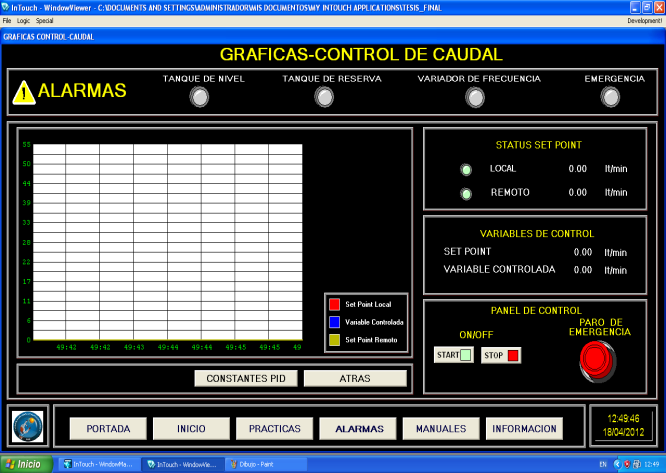 InTouch - WindowViewer - C:\DOCUMENTS AND SETTINGS\ADMINISTRADOR\MIS DOCUMENTOS\MY INTOUCH APPLICATIONS\TESIS_FINAL
File Logic Special Development!
GRAFICAS CONTROL-CAUDAL
GRAFICAS-CONTROL DE CAUDAL
ALARMAS
TANQUE DE NIVEL TANQUE DE RESERVA VARIADOR DE FRECUENCIA EMERGENCIA
55
50
44
39
33
28
22
17
11
6
0
49:42 49:42 49:43 49:44 49:44 49:45 49:45 49
Set Point Local
Variable Controlada
Set Point Remoto
STATUS SET POINT
LOCAL 0.00 lt/min
REMOTO 0.00 lt/min
VARIABLES DE CONTROL
SET POINT 0.00 lt/min
VARIABLE CONTROLADA 0.00 lt/min
PANEL DE CONTROL
ON/OFF
PARO DE
EMERGENCIA
START STOP
CONSTANTES PID ATRAS
PORTADA INICIO PRACTICAS ALARMAS MANUALES INFORMACION
12:49:46
18/04/2012
Inicio InTouch - WindowMa... InTouch - WindowVie... Dibujo - Paint EN 12:49